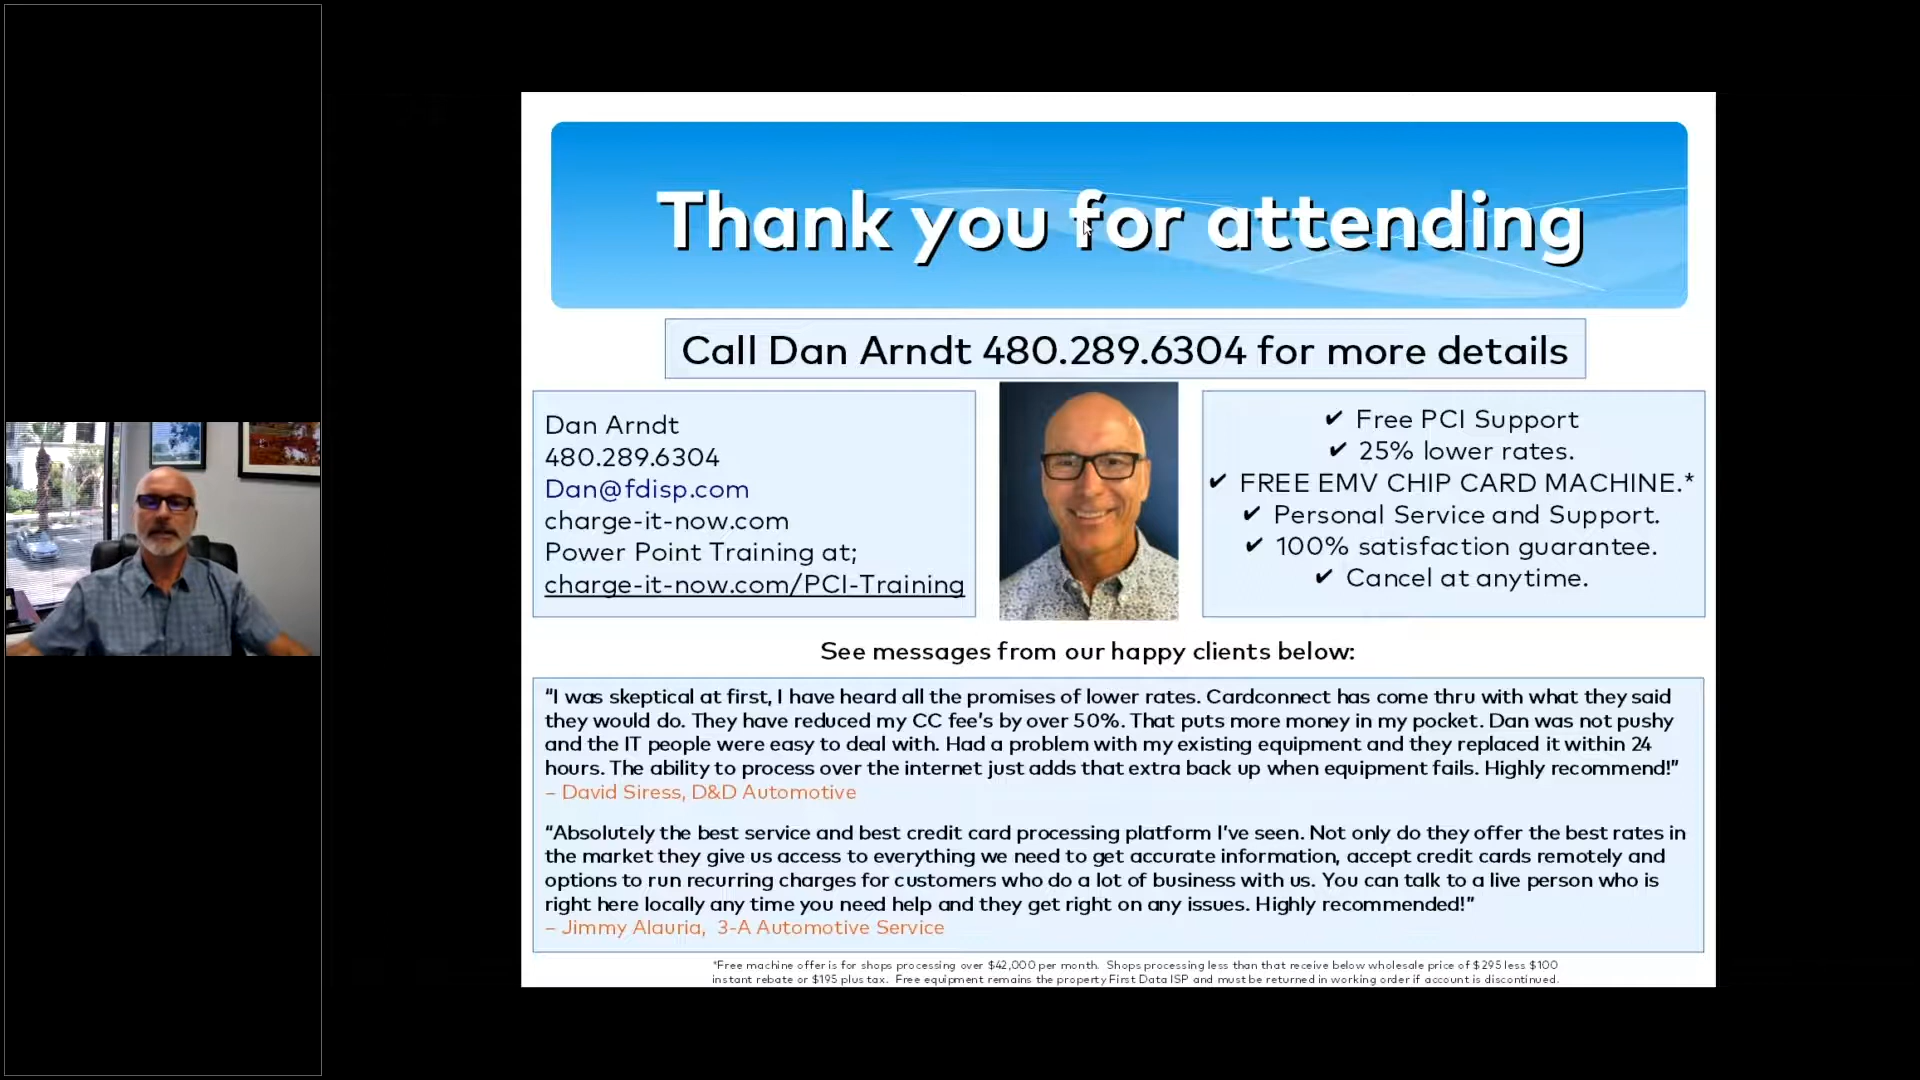 Thank you for attending
Call Dan Arndt 480.289.6304 for more details
Dan Arndt
480.289.6304
Dan@fdisp.com
charge-it-now.com
Power Point Training at;
charge-it-now.com/PCI-Training
✔ Free PCI Support
✔ 25% lower rates.
✔ FREE EMV CHIP CARD MACHINE.*
✔ Personal Service and Support.
✔ 100% satisfaction guarantee.
✔ Cancel at anytime.
See messages from our happy clients below:
“I was skeptical at first, I have heard all the promises of lower rates. Cardconnect has come thru with what they said
they would do. They have reduced my CC fee’s by over 50%. That puts more money in my pocket. Dan was not pushy
and the IT people were easy to deal with. Had a problem with my existing equipment and they replaced it within 24
hours. The ability to process over the internet just adds that extra back up when equipment fails. Highly recommend!”
– David Siress, D&D Automotive
“Absolutely the best service and best credit card processing platform I’ve seen. Not only do they offer the best rates in
the market they give us access to everything we need to get accurate information, accept credit cards remotely and
options to run recurring charges for customers who do a lot of business with us. You can talk to a live person who is
right here locally any time you need help and they get right on any issues. Highly recommended!”
– Jimmy Alauria, 3-A Automotive Service
*Free machine offer is for shops processing over $42,000 per month. Shops processing less than that receive below wholesale price of $295 less $100
instant rebate or $195 plus tax. Free equipment remains the property First Data ISP and must be returned in working order if account is discontinued.